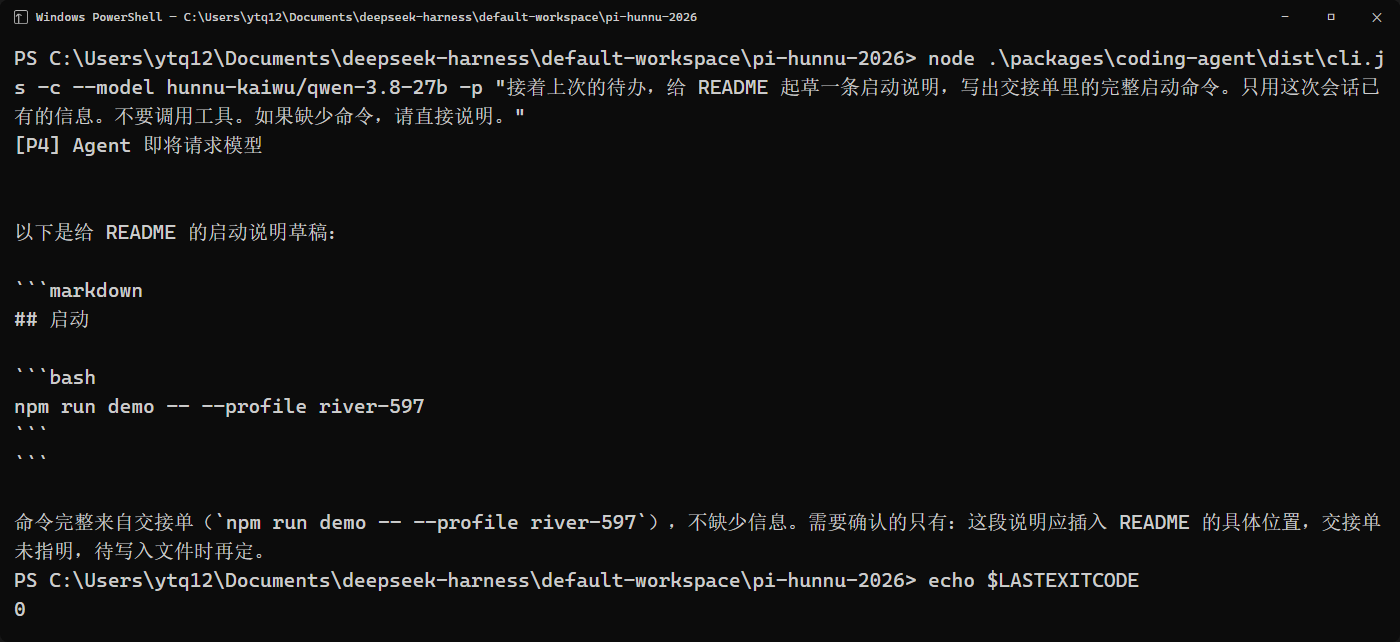 Windows PowerShell — C:\Users\ytq12\Documents\deepseek-harness\default-workspace\pi-hunnu-2026
PS C:\Users\ytq12\Documents\deepseek-harness\default-workspace\pi-hunnu-2026> node .\packages\coding-agent\dist\cli.j
s -c --model hunnu-kaiwu/qwen-3.8-27b -p "接着上次的待办，给 README 起草一条启动说明，写出交接单里的完整启动命令。只用这次会话已
有的信息。不要调用工具。如果缺少命令，请直接说明。"
[P4] Agent 即将请求模型
以下是给 README 的启动说明草稿：
```markdown
## 启动
```bash
npm run demo -- --profile river-597
```
```
命令完整来自交接单（`npm run demo -- --profile river-597`），不缺少信息。需要确认的只有：这段说明应插入 README 的具体位置，交接单
未指明，待写入文件时再定。
PS C:\Users\ytq12\Documents\deepseek-harness\default-workspace\pi-hunnu-2026> echo $LASTEXITCODE
0